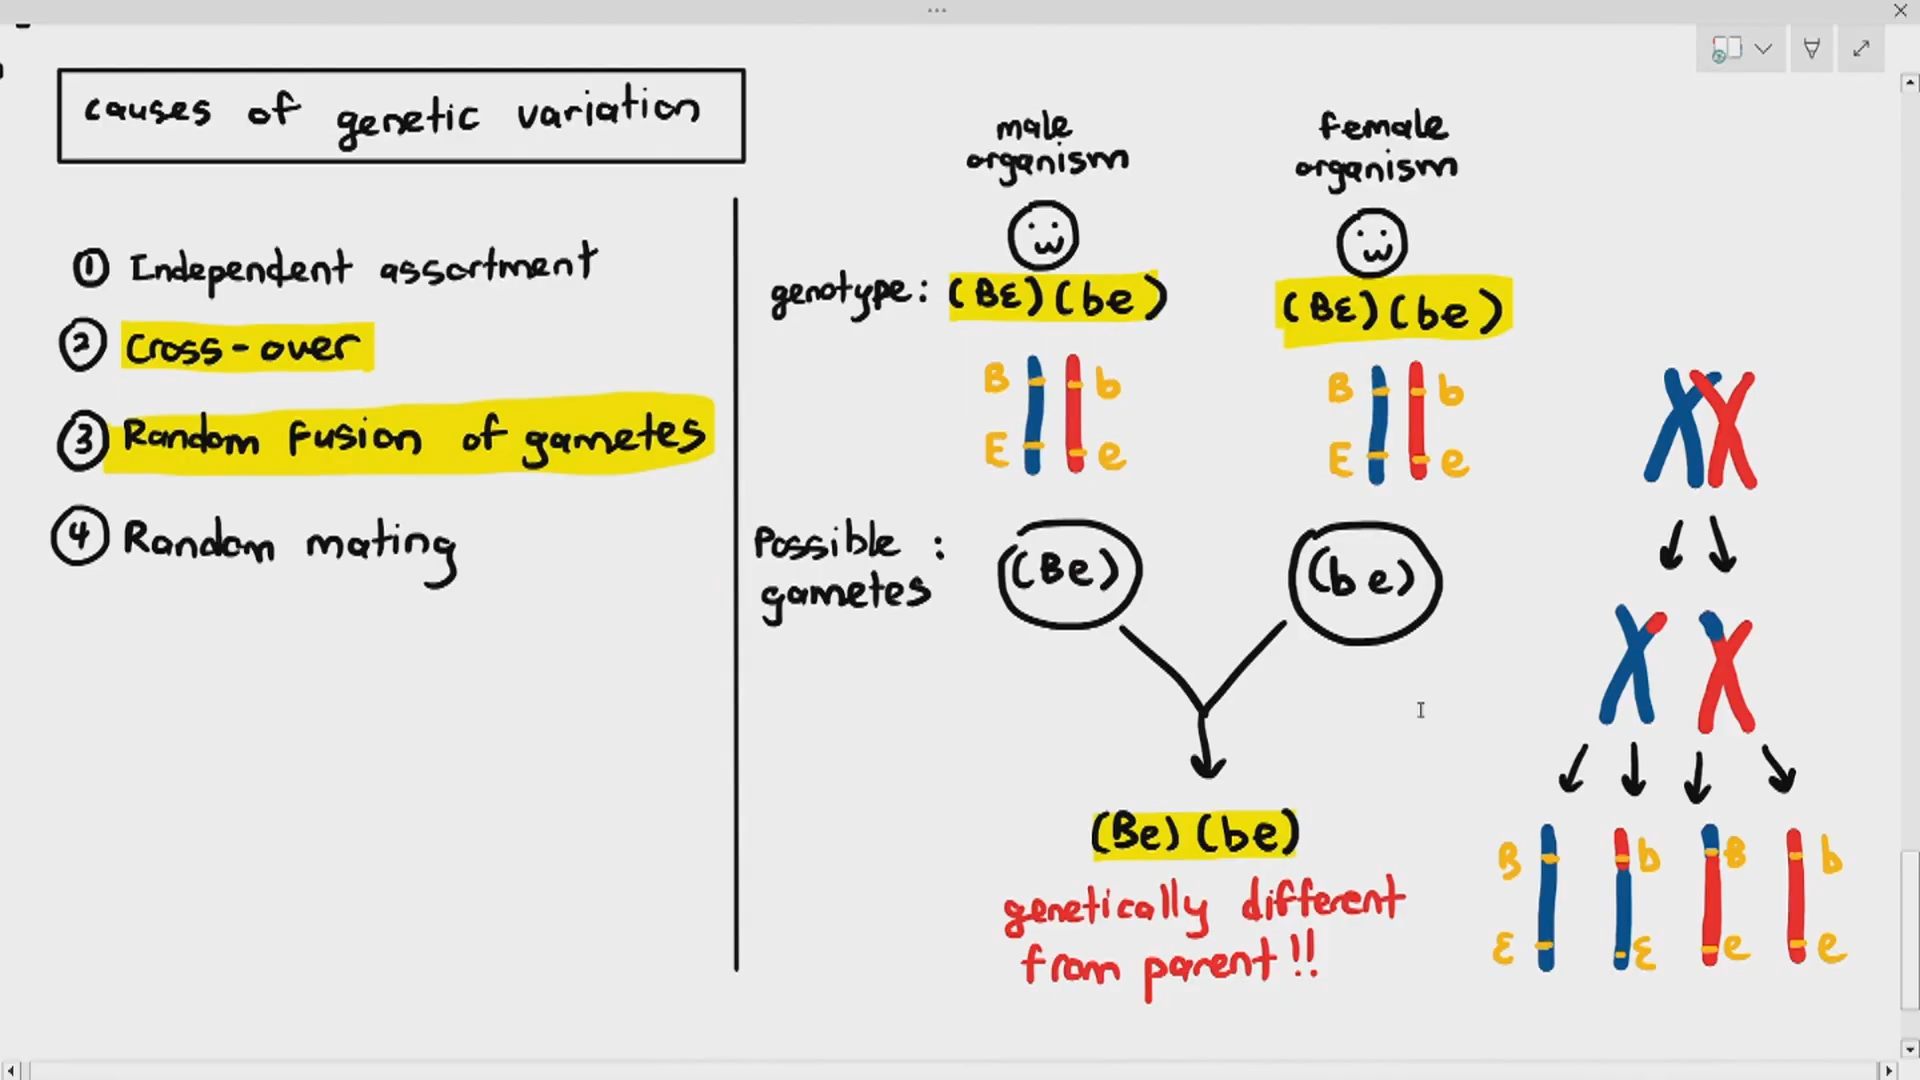 causes of genetic variation
① Independent assortment
② Cross-over
③ Random fusion of gametes
④ Random mating
male organism
female organism
genotype: (BE)(be) (BE)(be)
B b B b
E e E e
Possible gametes : (Be) (be)
(Be)(be)
genetically different
from parent!!
B b B b
E E e e